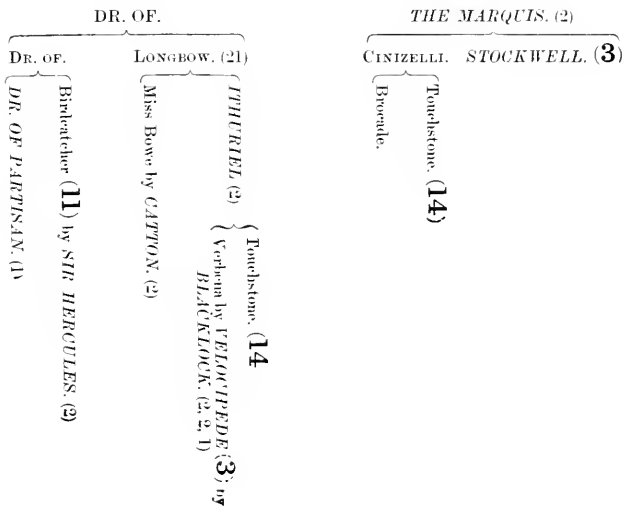 DR. OF.
THE MARQUIS. (2)
DR. OF.
LONGBOW. (21)
CINIZELLI.
STOCKWELL. (3)
DR. OF PARTISAN. (1)
Birdcatcher (11) by SIR HERCULES. (2)
Miss Bowe by CATTON. (2)
ITHURIEL (2)
Verbena by VELOCIPEDE (3) by
BLACKLOCK. (2, 2, 1)
Touchstone. (14
Brocade.
Touchstone. (14)